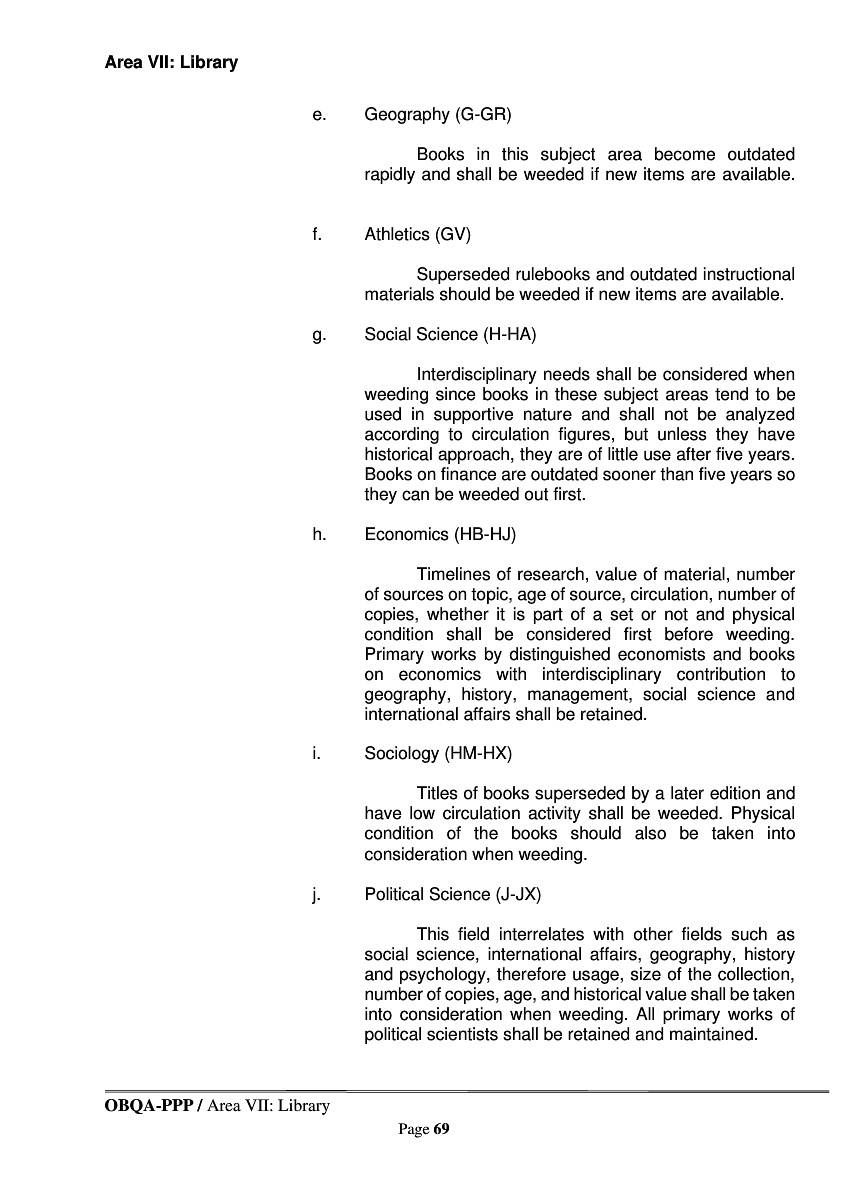 Area VII: Library
e. Geography (G-GR)
Books in this subject area become outdated
rapidly and shall be weeded if new items are available.
f. Athletics (GV)
Superseded rulebooks and outdated instructional
materials should be weeded if new items are available.
g. Social Science (H-HA)
Interdisciplinary needs shall be considered when
weeding since books in these subject areas tend to be
used in supportive nature and shall not be analyzed
according to circulation figures, but unless they have
historical approach, they are of little use after five years.
Books on finance are outdated sooner than five years so
they can be weeded out first.
h. Economics (HB-HJ)
Timelines of research, value of material, number
of sources on topic, age of source, circulation, number of
copies, whether it is part of a set or not and physical
condition shall be considered first before weeding.
Primary works by distinguished economists and books
on economics with interdisciplinary contribution to
geography, history, management, social science and
international affairs shall be retained.
i. Sociology (HM-HX)
Titles of books superseded by a later edition and
have low circulation activity shall be weeded. Physical
condition of the books should also be taken into
consideration when weeding.
j. Political Science (J-JX)
This field interrelates with other fields such as
social science, international affairs, geography, history
and psychology, therefore usage, size of the collection,
number of copies, age, and historical value shall be taken
into consideration when weeding. All primary works of
political scientists shall be retained and maintained.
OBQA-PPP / Area VII: Library
Page 69